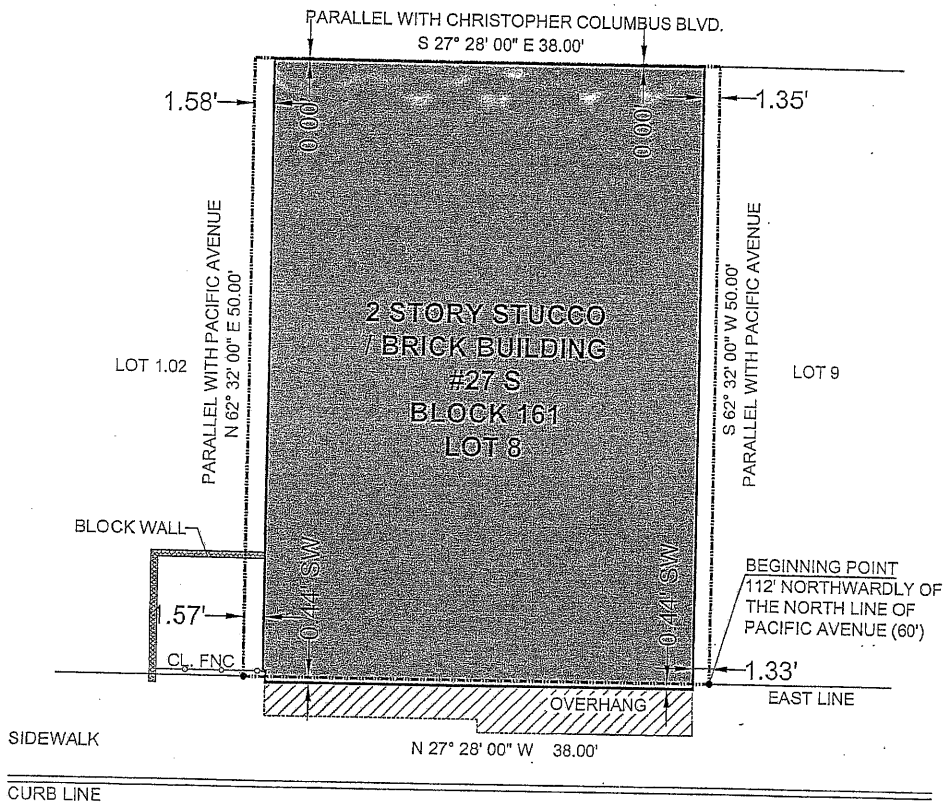 PARALLEL WITH CHRISTOPHER COLUMBUS BLVD.
S 27° 28' 00" E 38.00'
1.58'
0.00'
0.00'
1.35'
PARALLEL WITH PACIFIC AVENUE
N 62° 32' 00" E 50.00'
LOT 1.02
2 STORY STUCCO
/ BRICK BUILDING
#27 S
BLOCK 161
LOT 8
S 62° 32' 00" W 50.00'
PARALLEL WITH PACIFIC AVENUE
LOT 9
BLOCK WALL
1.57'
0.44' SW
0.44' SW
BEGINNING POINT
112' NORTHWARDLY OF
THE NORTH LINE OF
PACIFIC AVENUE (60')
CL. FNC
1.33'
OVERHANG
EAST LINE
SIDEWALK
N 27° 28' 00" W 38.00'
CURB LINE